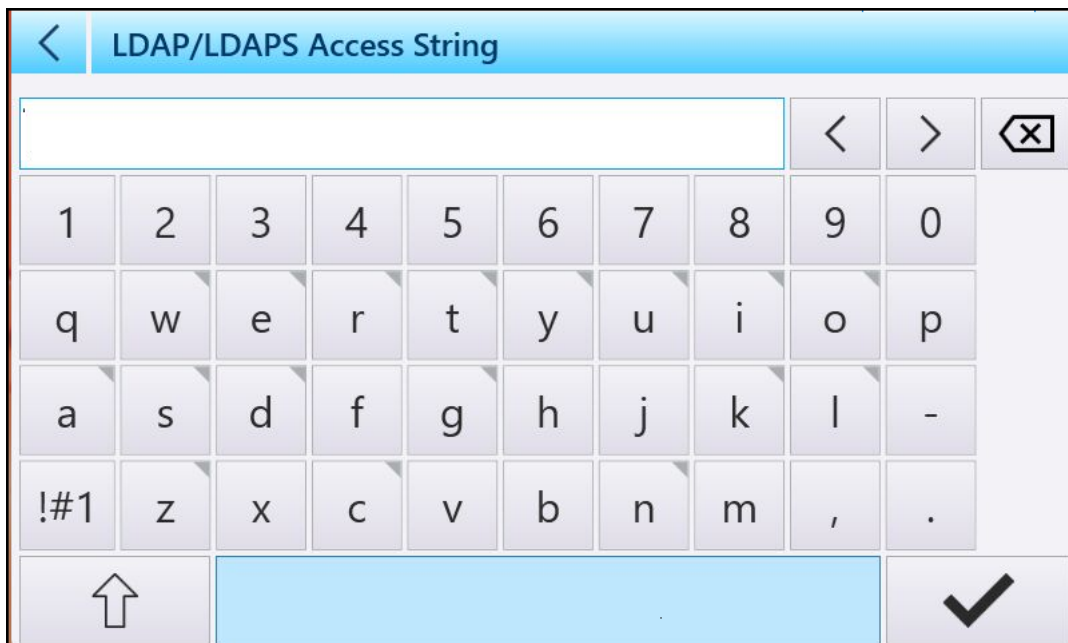 LDAP/LDAPS Access String
1 2 3 4 5 6 7 8 9 0
q w e r t y u i o p
a s d f g h j k l -
!#1 z x c v b n m , .